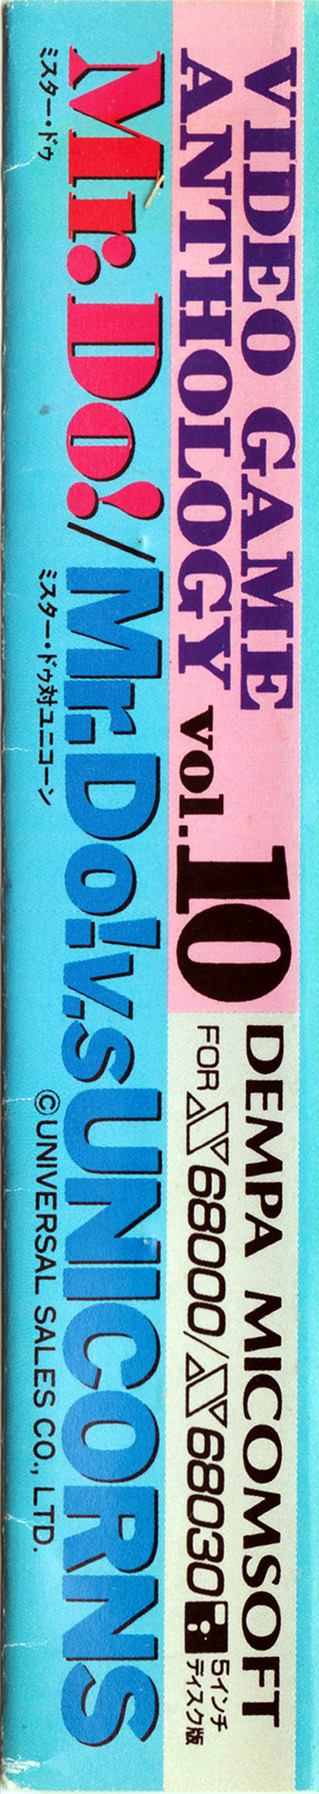 VIDEO GAME
ANTHOLOGY vol.10
DEMPA MICOMSOFT
FOR X68000/X68030
5インチ
ディスク版
Mr. Do!/Mr. Do! v.s UNICORNS
ミスター・ドゥ
ミスター・ドゥ対ユニコーン
©UNIVERSAL SALES CO., LTD.